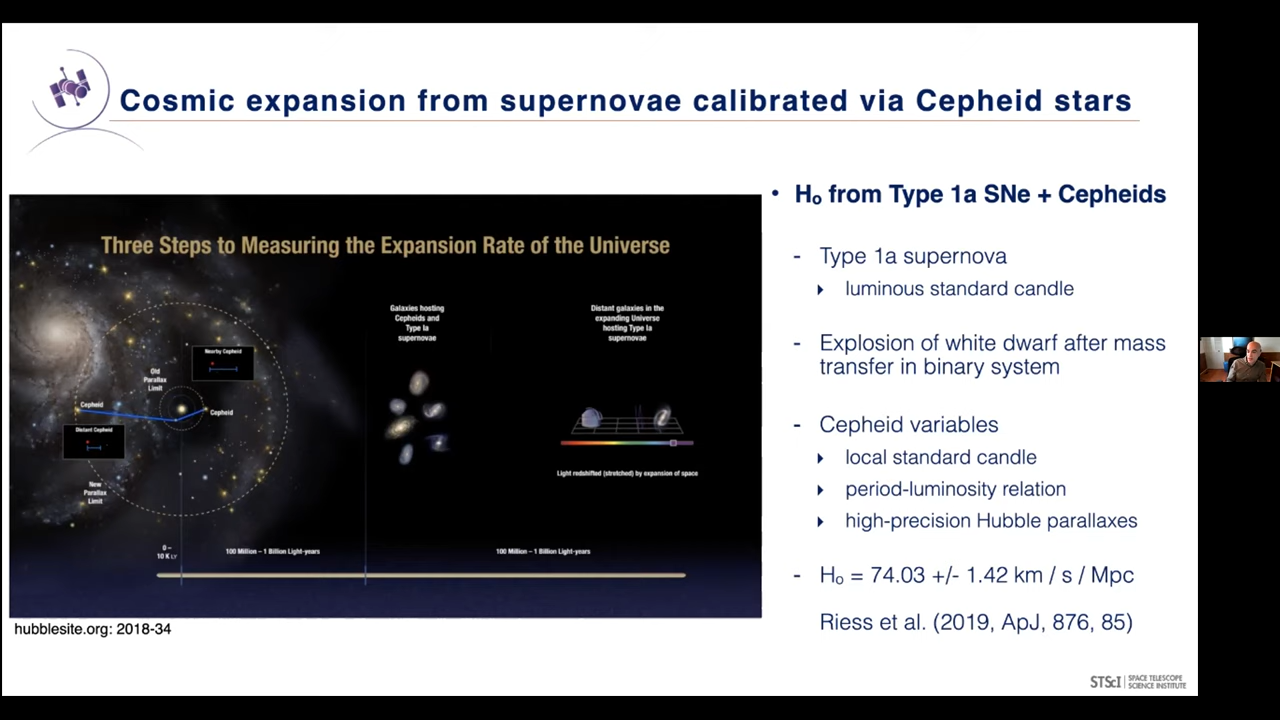 Cosmic expansion from supernovae calibrated via Cepheid stars
Three Steps to Measuring the Expansion Rate of the Universe
Galaxies hosting
Cepheids and
Type Ia
supernovae
Distant galaxies in the
expanding Universe
hosting Type Ia
supernovae
Nearby Cepheid
Old
Parallax
Limit
Cepheid
Cepheid
Distant Cepheid
New
Parallax
Limit
Light redshifted (stretched) by expansion of space
0 –
10 K LY
100 Million – 1 Billion Light-years
100 Million – 1 Billion Light-years
hubblesite.org: 2018-34
• H₀ from Type 1a SNe + Cepheids
- Type 1a supernova
‣ luminous standard candle
- Explosion of white dwarf after mass
transfer in binary system
- Cepheid variables
‣ local standard candle
‣ period-luminosity relation
‣ high-precision Hubble parallaxes
- H₀ = 74.03 +/- 1.42 km / s / Mpc
Riess et al. (2019, ApJ, 876, 85)
STScI | SPACE TELESCOPE
SCIENCE INSTITUTE